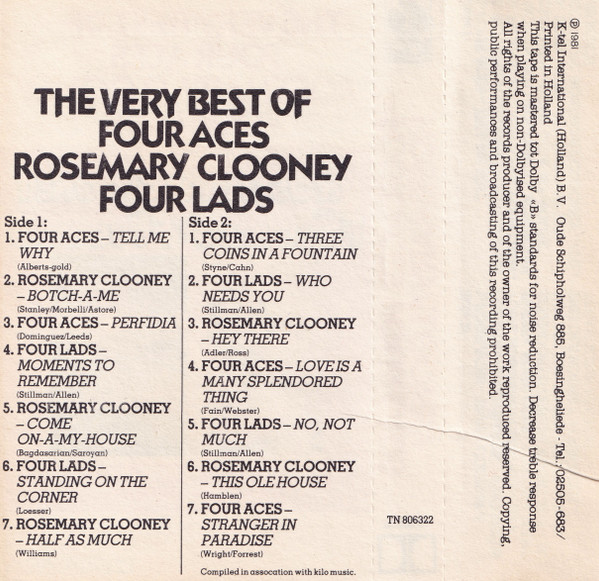 THE VERY BEST OF
FOUR ACES
ROSEMARY CLOONEY
FOUR LADS
Side 1:
1. FOUR ACES – TELL ME
WHY
(Alberts-gold)
2. ROSEMARY CLOONEY
– BOTCH-A-ME
(Stanley/Morbelli/Astore)
3. FOUR ACES – PERFIDIA
(Dominguez/Leeds)
4. FOUR LADS –
MOMENTS TO
REMEMBER
(Stillman/Allen)
5. ROSEMARY CLOONEY
– COME
ON-A-MY-HOUSE
(Bagdasarian/Saroyan)
6. FOUR LADS –
STANDING ON THE
CORNER
(Loesser)
7. ROSEMARY CLOONEY
– HALF AS MUCH
(Williams)
Side 2:
1. FOUR ACES – THREE
COINS IN A FOUNTAIN
(Styne/Cahn)
2. FOUR LADS – WHO
NEEDS YOU
(Stillman/Allen)
3. ROSEMARY CLOONEY
– HEY THERE
(Adler/Ross)
4. FOUR ACES – LOVE IS A
MANY SPLENDORED
THING
(Fain/Webster)
5. FOUR LADS – NO, NOT
MUCH
(Stillman/Allen)
6. ROSEMARY CLOONEY
– THIS OLE HOUSE
(Hamblen)
7. FOUR ACES –
STRANGER IN
PARADISE
(Wright/Forrest)
Compiled in assocation with kilo music.
TN 806322
℗ 1981
K-tel International (Holland) B.V. Oude Schipholweg 885, Boesingheliede - Tel.: 02505-683/
Printed in Holland
This tape is mastered tot Dolby «B» standards for noise reduction. Decrease treble response
when playing on non-Dolbyised equipment.
All rights of the records producer and of the owner of the work reproduced reserved. Copying,
public performances and broadcasting of this recording prohibited.